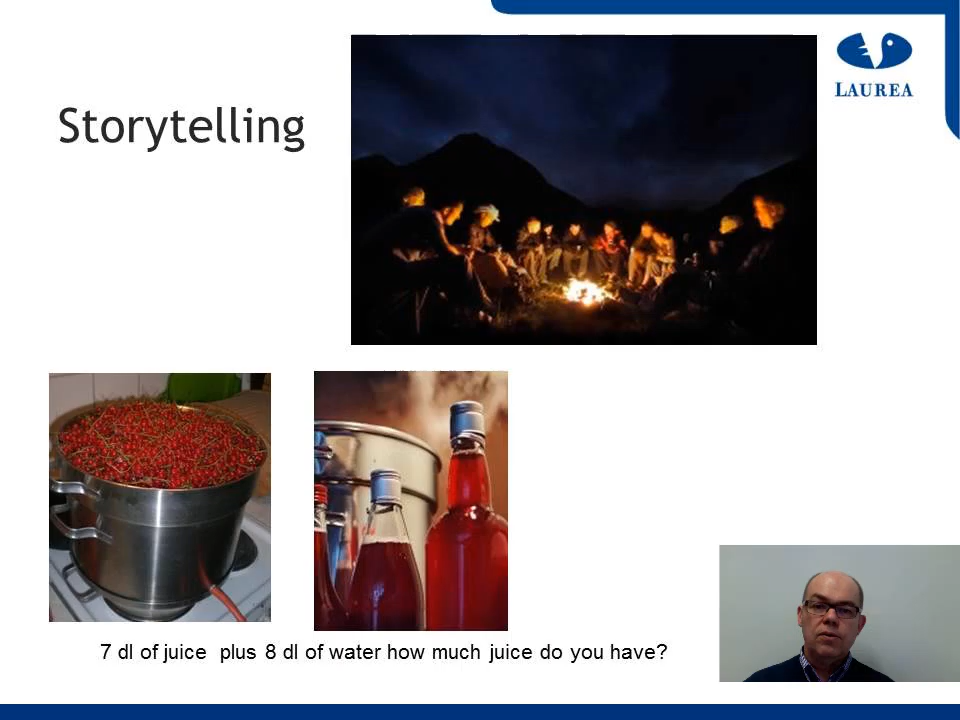 LAUREA
Storytelling
7 dl of juice plus 8 dl of water how much juice do you have?